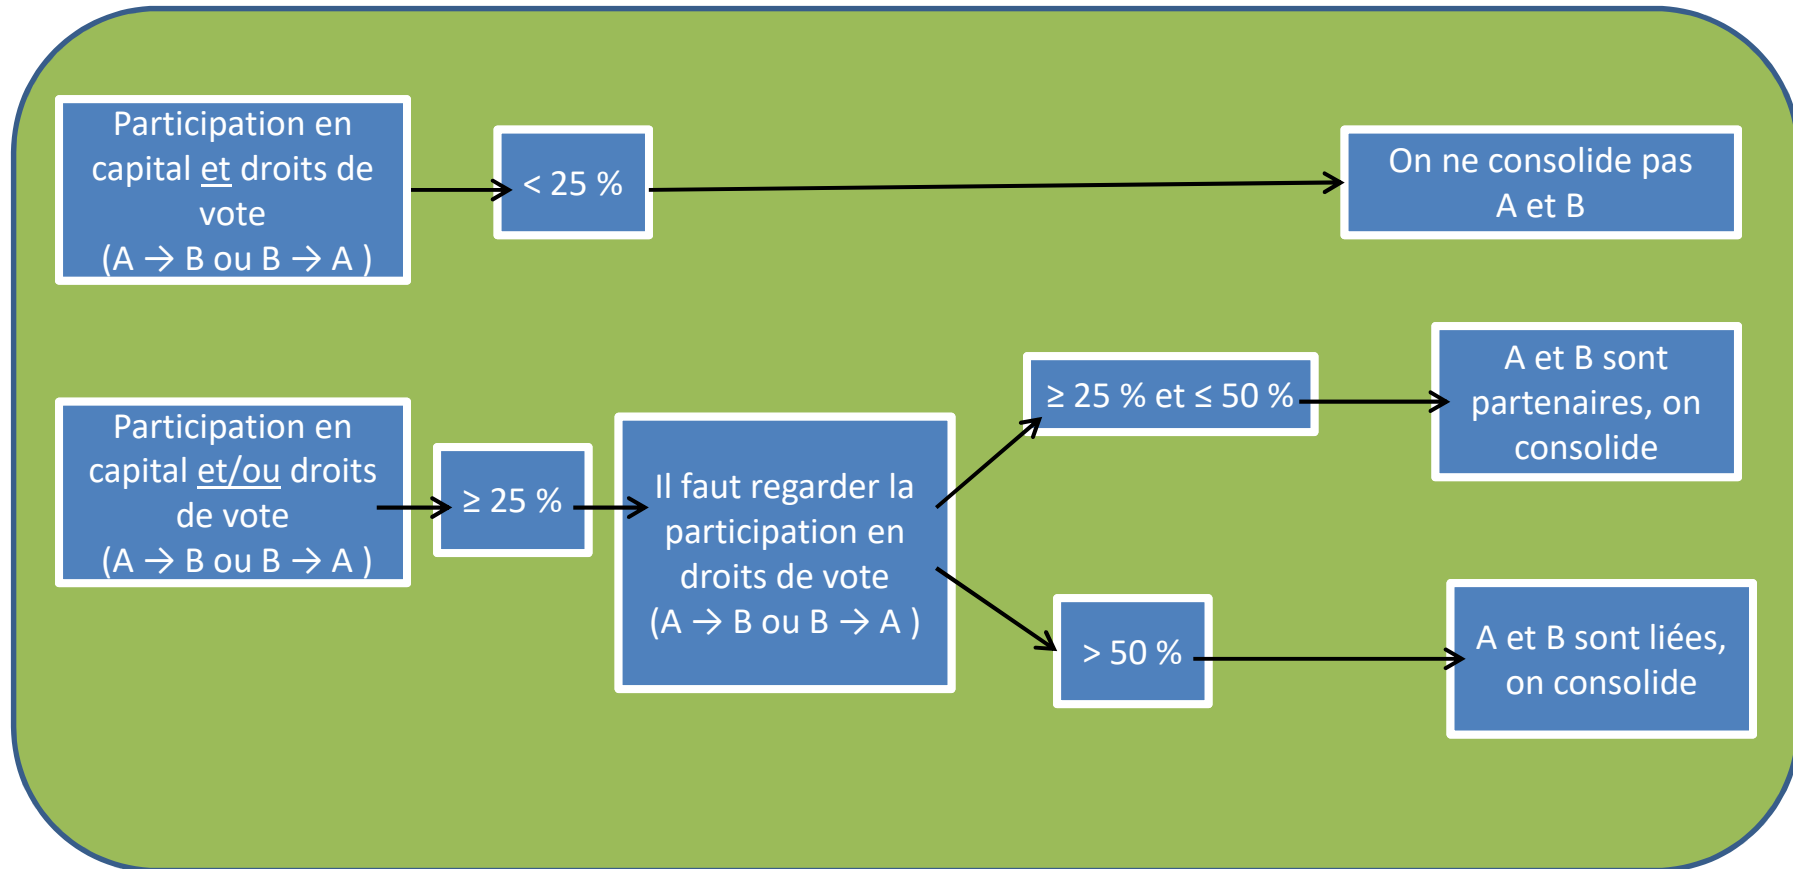 Participation en
capital et droits de
vote
(A → B ou B → A )
< 25 %
On ne consolide pas
A et B
Participation en
capital et/ou droits
de vote
(A → B ou B → A )
≥ 25 %
Il faut regarder la
participation en
droits de vote
(A → B ou B → A )
≥ 25 % et ≤ 50 %
A et B sont
partenaires, on
consolide
> 50 %
A et B sont liées,
on consolide